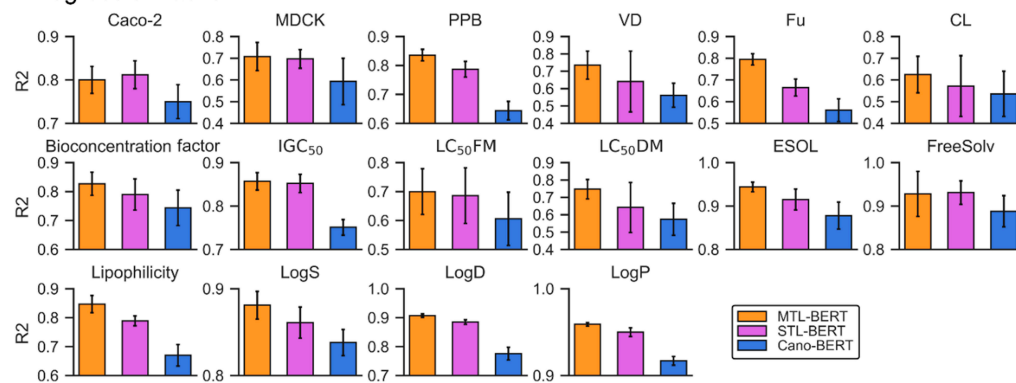 Caco-2 MDCK PPB VD Fu CL
R2 0.9 0.8 0.7
0.8 0.7 0.6 0.5 0.4
0.9 0.8 0.7 0.6
0.9 0.8 0.7 0.6 0.5 0.4
0.9 0.8 0.7 0.6 0.5
0.8 0.7 0.6 0.5 0.4
Bioconcentration factor IGC₅₀ LC₅₀FM LC₅₀DM ESOL FreeSolv
R2 0.9 0.8 0.7 0.6
0.9 0.8 0.7
0.8 0.7 0.6 0.5
0.9 0.8 0.7 0.6 0.5 0.4
1.0 0.9 0.8
1.0 0.9 0.8
Lipophilicity LogS LogD LogP
R2 0.9 0.8 0.7 0.6
0.9 0.8
1.0 0.9 0.8 0.7
1.0 0.9
MTL-BERT
STL-BERT
Cano-BERT